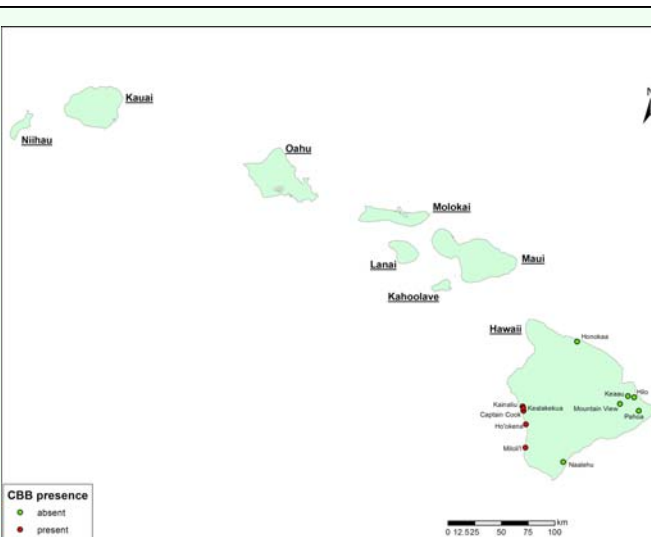 N
Kauai
Niihau
Oahu
Molokai
Lanai
Maui
Kahoolave
Hawaii
Honokaa
Keaau
Hilo
Kainaliu
Kealakekua
Mountain View
Captain Cook
Pahoa
Ho'okena
Miloli'i
Naalehu
CBB presence
absent
present
km
0 12.525 50 75 100